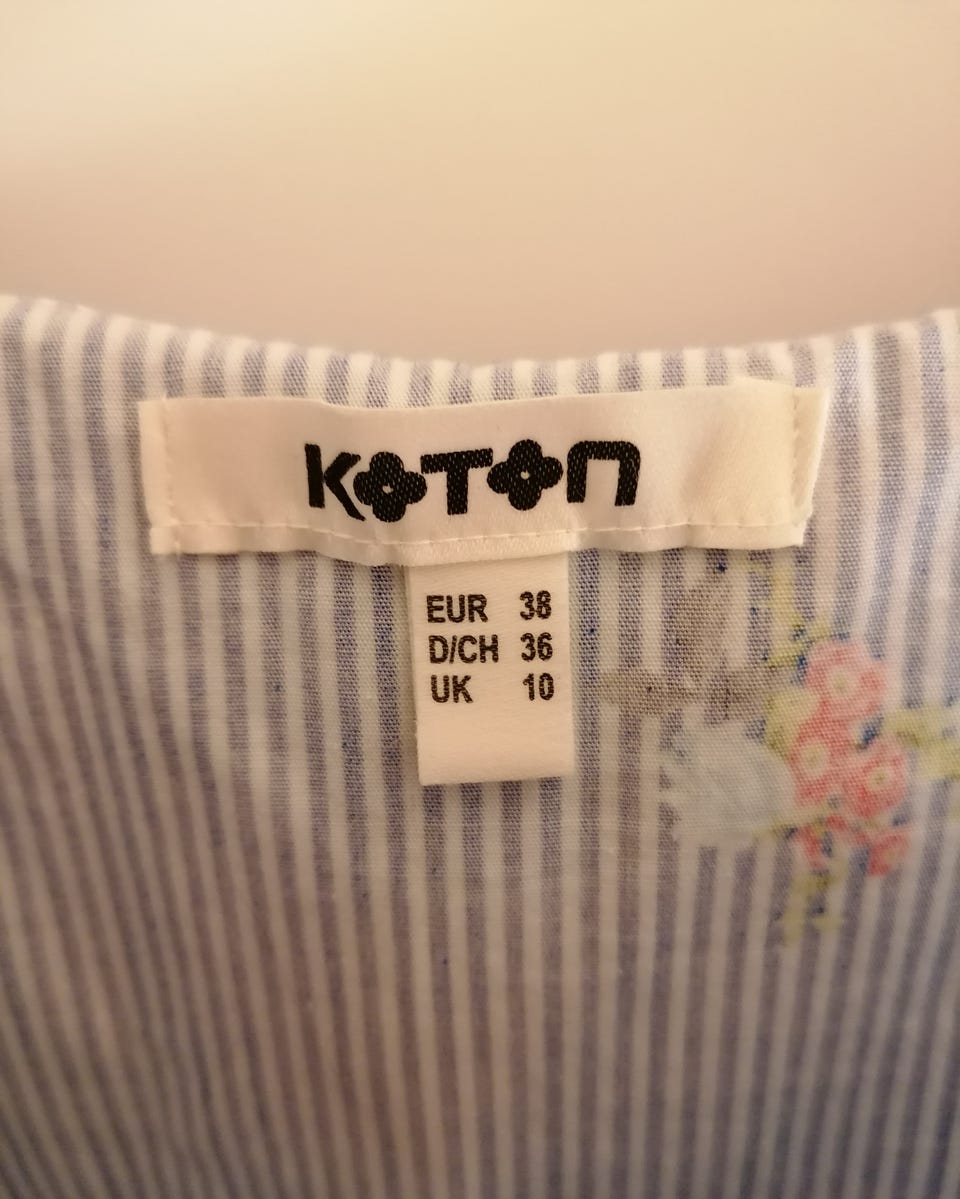 KOTON
EUR 38
D/CH 36
UK 10